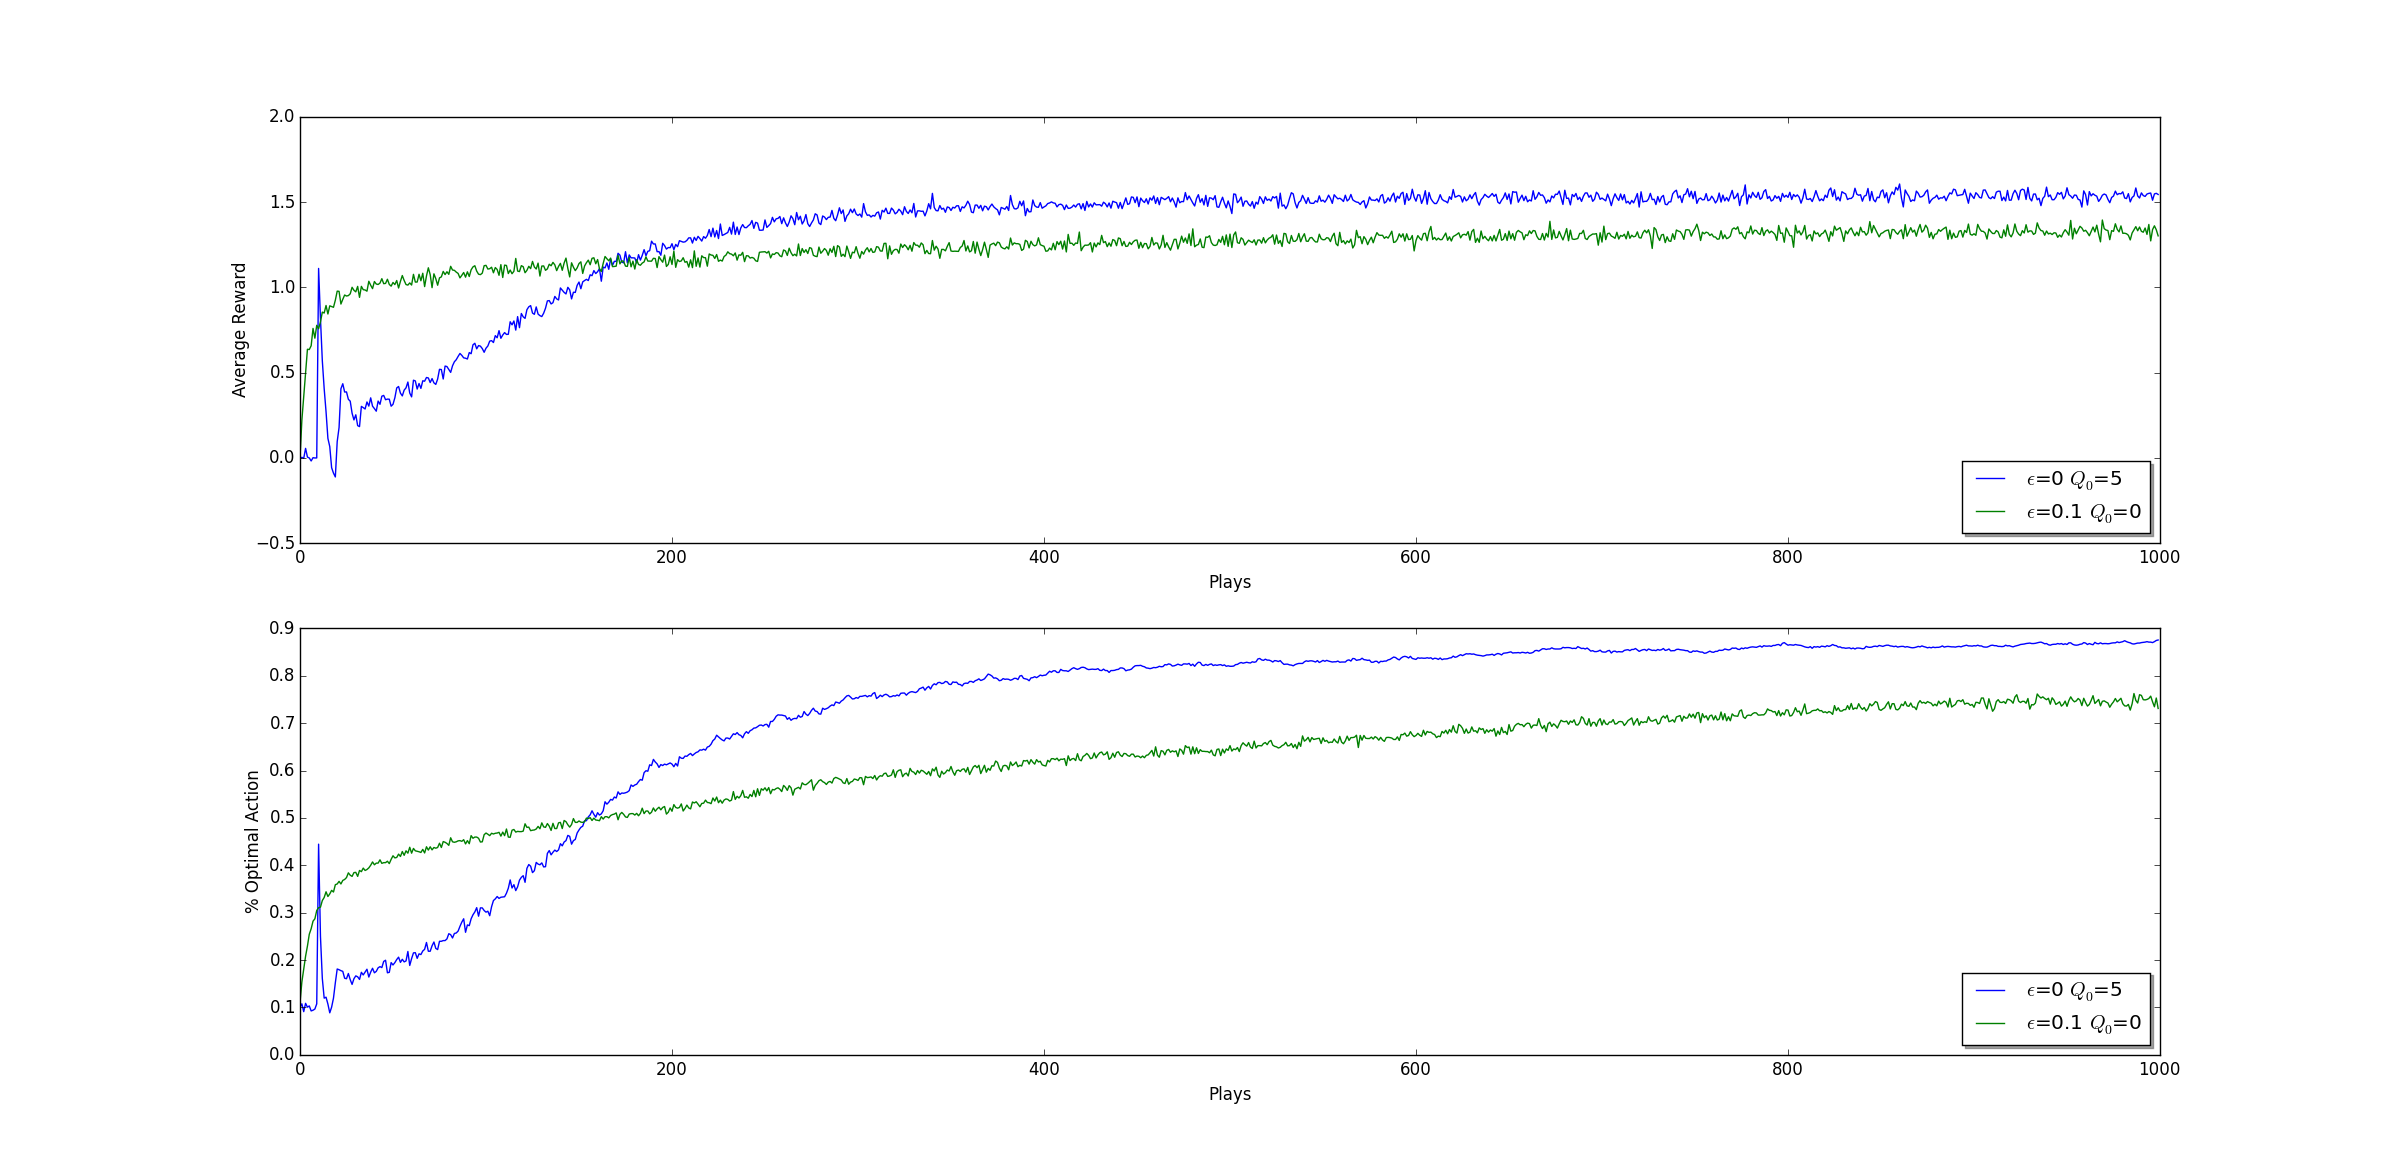 2.0
1.5
1.0
0.5
0.0
−0.5
Average Reward
0 200 400 600 800 1000
Plays
ϵ=0 Q₀=5
ϵ=0.1 Q₀=0
0.9
0.8
0.7
0.6
0.5
0.4
0.3
0.2
0.1
0.0
% Optimal Action
0 200 400 600 800 1000
Plays
ϵ=0 Q₀=5
ϵ=0.1 Q₀=0